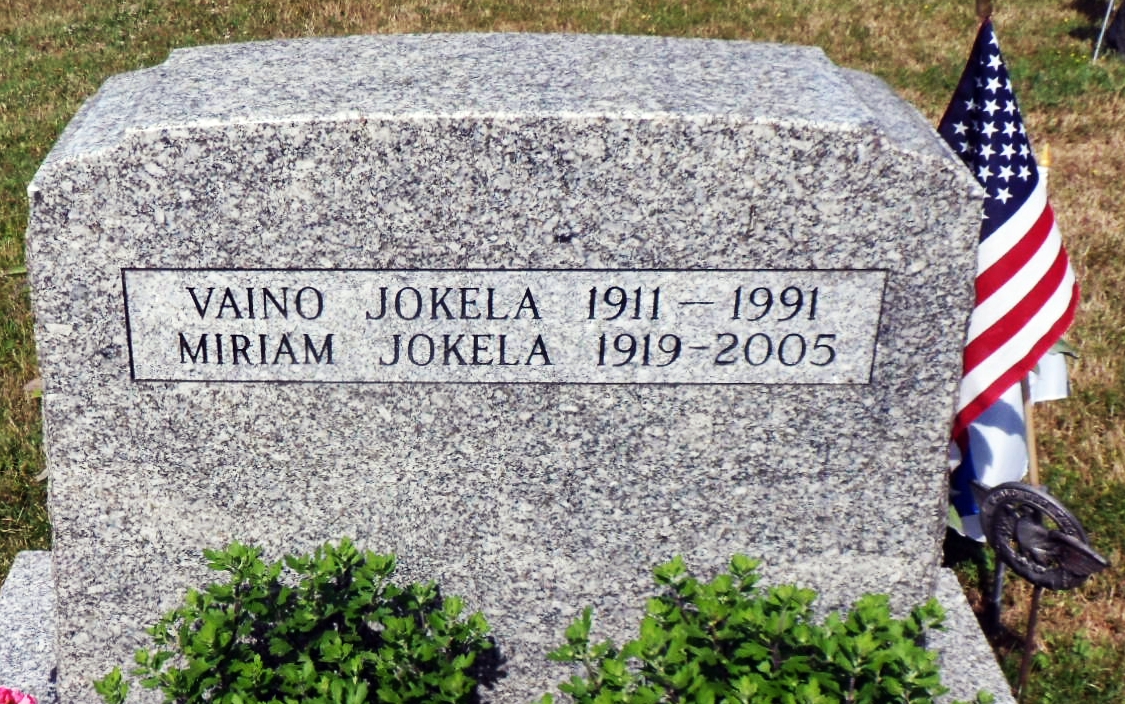 VAINO JOKELA 1911 — 1991
MIRIAM JOKELA 1919-2005